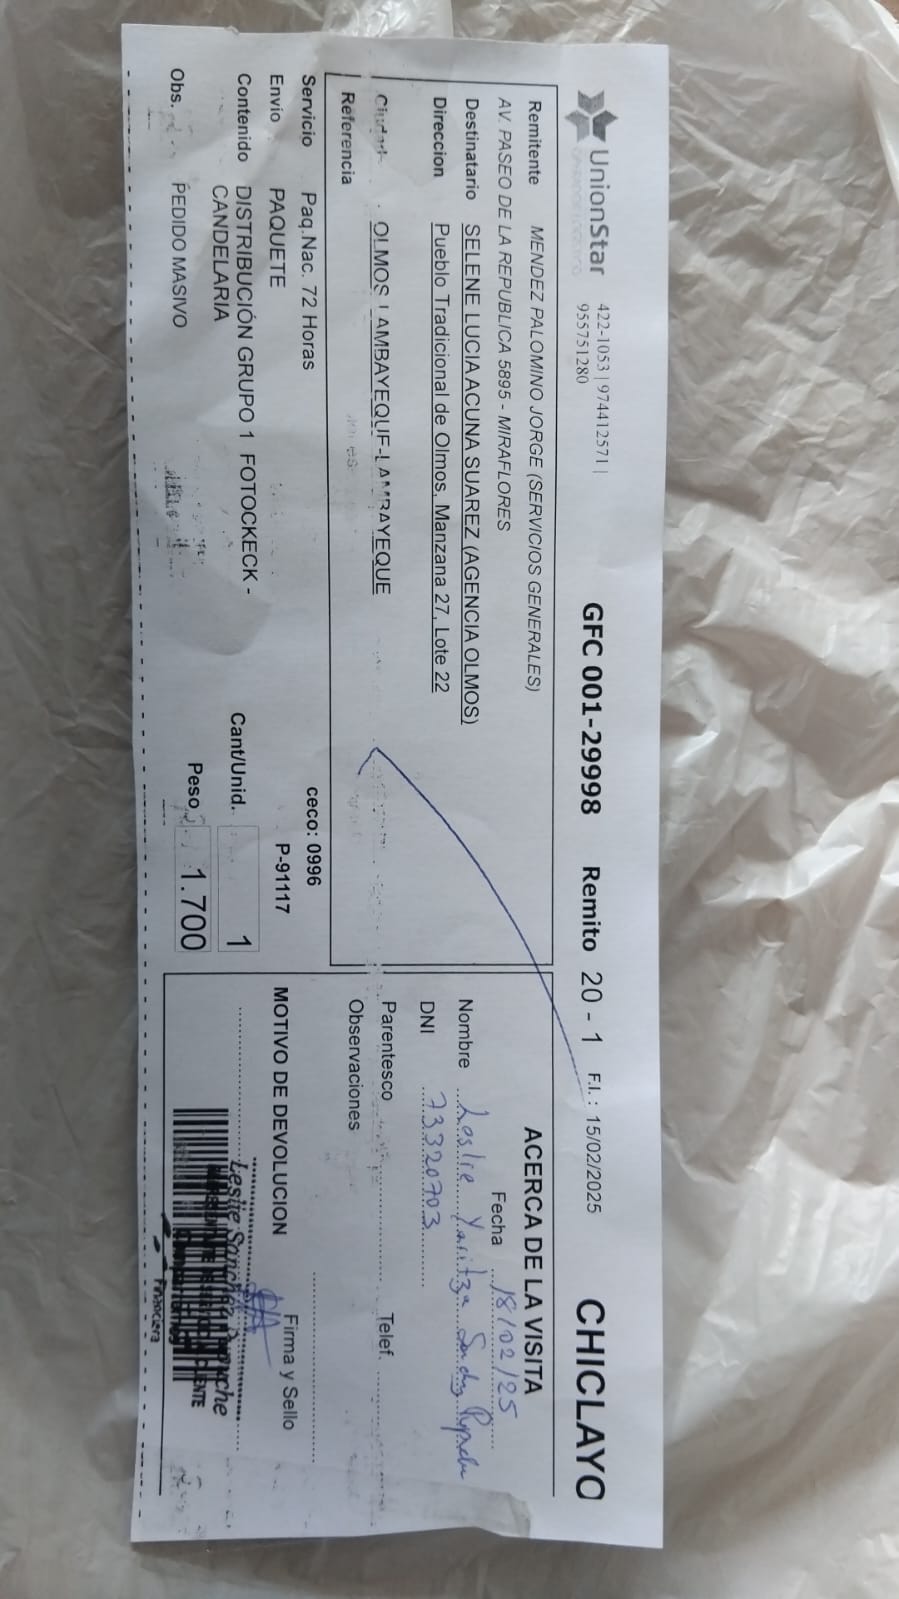 UnionStar 422-1053 | 974412571 |
955751280
GFC 001-29998 Remito 20 - 1 F.I.: 15/02/2025 CHICLAYO
Remitente MENDEZ PALOMINO JORGE (SERVICIOS GENERALES)
AV. PASEO DE LA REPUBLICA 5895 - MIRAFLORES
Destinatario SELENE LUCIA ACUNA SUAREZ (AGENCIA OLMOS)
Direccion Pueblo Tradicional de Olmos, Manzana 27, Lote 22
Ciudad OLMOS LAMBAYEQUE-LAMBAYEQUE
Referencia
Servicio Paq.Nac. 72 Horas
ceco: 0996
Envio PAQUETE
P-91117
Contenido DISTRIBUCIÓN GRUPO 1 FOTOCKECK -
CANDELARIA
Cant/Unid. 1
Obs. PEDIDO MASIVO
Peso 1.700
ACERCA DE LA VISITA
Fecha 18/02/25
Nombre Leslie Yaritza
DNI 73320703
Parentesco Telef.
Observaciones
MOTIVO DE DEVOLUCION Firma y Sello
Leslie